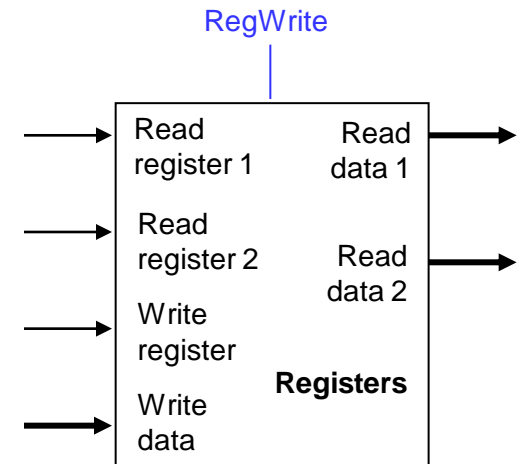 RegWrite
Read
register 1
Read
data 1
Read
register 2
Read
data 2
Write
register
Registers
Write
data